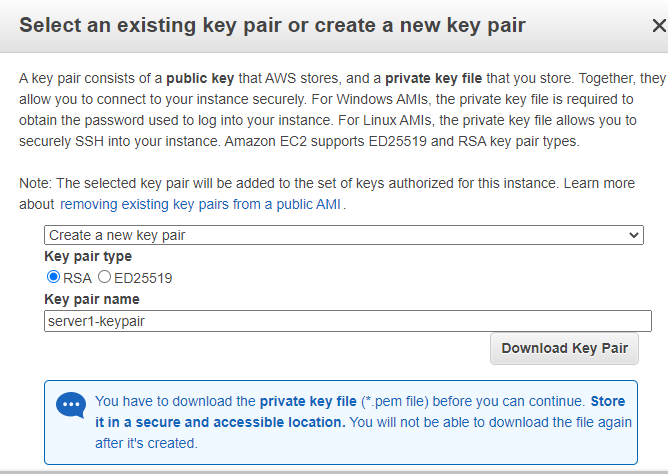 Select an existing key pair or create a new key pair
A key pair consists of a public key that AWS stores, and a private key file that you store. Together, they
allow you to connect to your instance securely. For Windows AMIs, the private key file is required to
obtain the password used to log into your instance. For Linux AMIs, the private key file allows you to
securely SSH into your instance. Amazon EC2 supports ED25519 and RSA key pair types.
Note: The selected key pair will be added to the set of keys authorized for this instance. Learn more
about removing existing key pairs from a public AMI .
Create a new key pair
Key pair type
RSA ED25519
Key pair name
server1-keypair
Download Key Pair
You have to download the private key file (*.pem file) before you can continue. Store
it in a secure and accessible location. You will not be able to download the file again
after it's created.